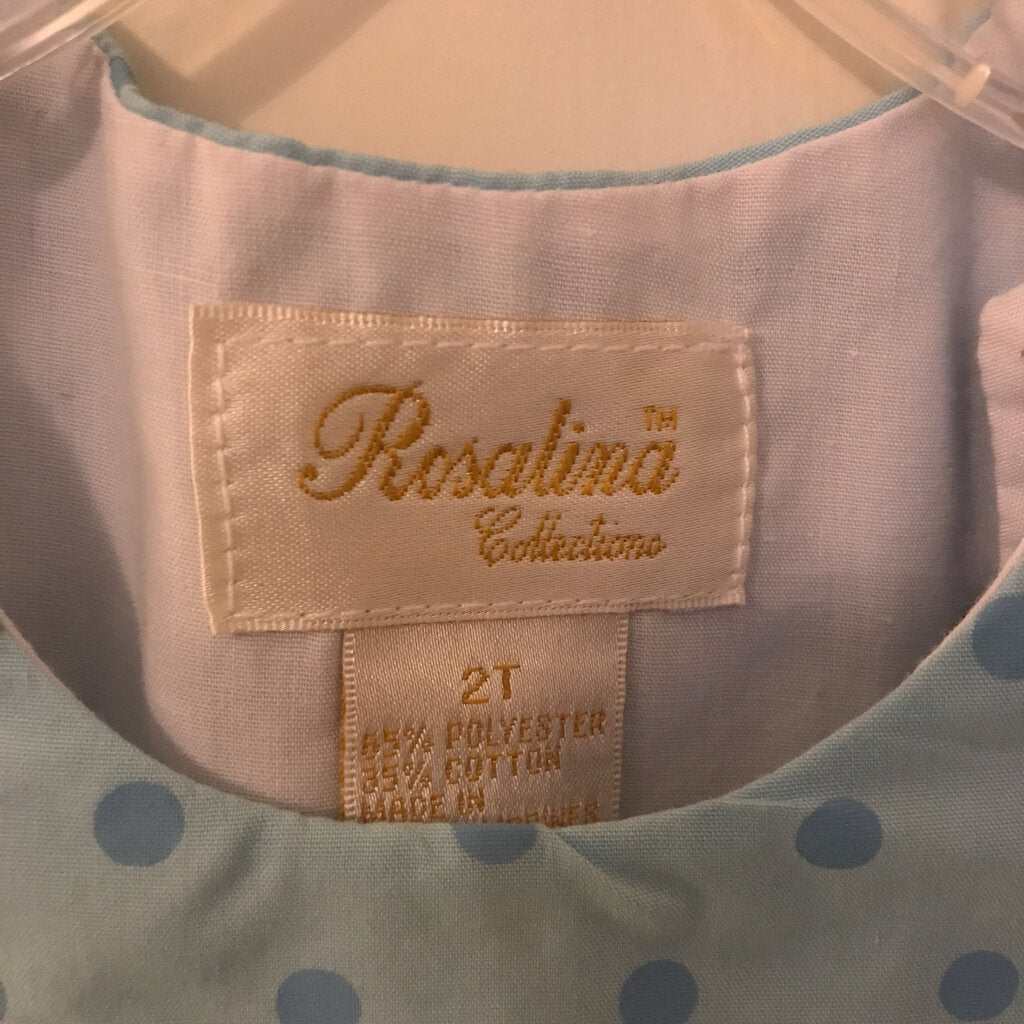 Rosalina™
Collections
2T
65% POLYESTER
35% COTTON
MADE IN